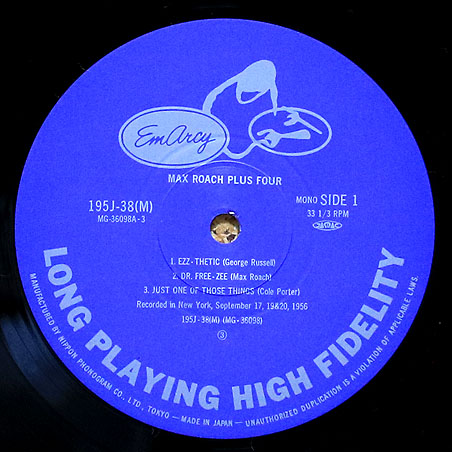 EmArcy
MAX ROACH PLUS FOUR
195J-38(M)
MG-36098A-3
MONO SIDE 1
33 1/3 RPM
JASRAC
1. EZZ-THETIC (George Russell)
2. DR. FREE-ZEE (Max Roach)
3. JUST ONE OF THOSE THINGS (Cole Porter)
Recorded in New York, September 17, 19&20, 1956
195J-38(M) (MG-36098)
③
LONG PLAYING HIGH FIDELITY
MANUFACTURED BY NIPPON PHONOGRAM CO., LTD., TOKYO — MADE IN JAPAN — UNAUTHORIZED DUPLICATION IS A VIOLATION OF APPLICABLE LAWS.